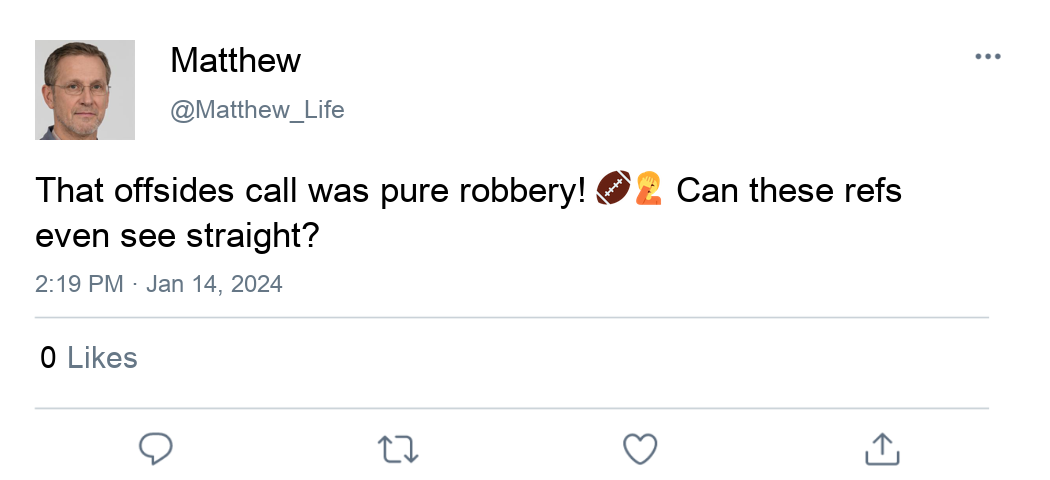 Matthew
@Matthew_Life
That offsides call was pure robbery! 🏈🤦 Can these refs
even see straight?
2:19 PM · Jan 14, 2024
0 Likes